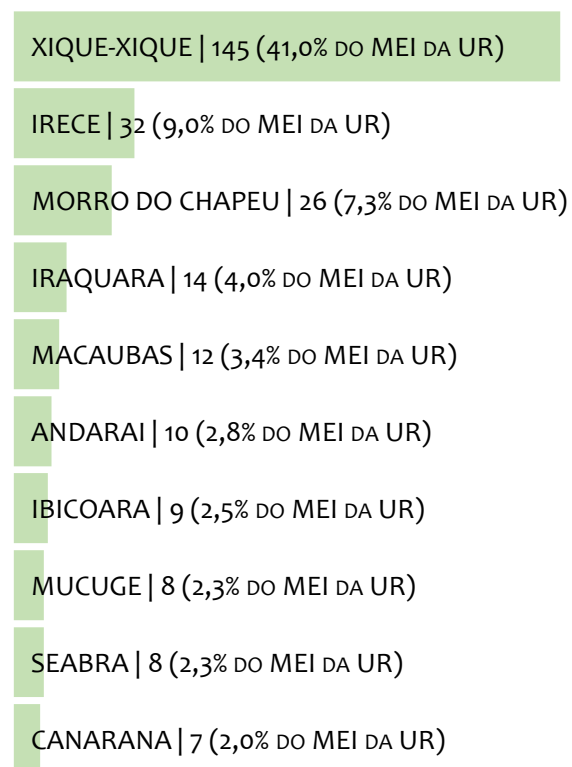 XIQUE-XIQUE | 145 (41,0% DO MEI DA UR)
IRECE | 32 (9,0% DO MEI DA UR)
MORRO DO CHAPEU | 26 (7,3% DO MEI DA UR)
IRAQUARA | 14 (4,0% DO MEI DA UR)
MACAUBAS | 12 (3,4% DO MEI DA UR)
ANDARAI | 10 (2,8% DO MEI DA UR)
IBICOARA | 9 (2,5% DO MEI DA UR)
MUCUGE | 8 (2,3% DO MEI DA UR)
SEABRA | 8 (2,3% DO MEI DA UR)
CANARANA | 7 (2,0% DO MEI DA UR)